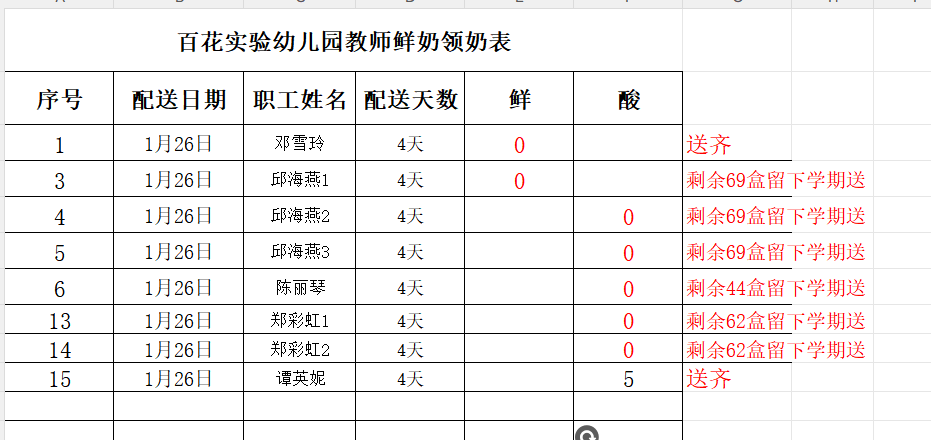 百花实验幼儿园教师鲜奶领奶表
序号 配送日期 职工姓名 配送天数 鲜 酸
1 1月26日 邓雪玲 4天 0 送齐
3 1月26日 邱海燕1 4天 0 剩余69盒留下学期送
4 1月26日 邱海燕2 4天 0 剩余69盒留下学期送
5 1月26日 邱海燕3 4天 0 剩余69盒留下学期送
6 1月26日 陈丽琴 4天 0 剩余44盒留下学期送
13 1月26日 郑彩虹1 4天 0 剩余62盒留下学期送
14 1月26日 郑彩虹2 4天 0 剩余62盒留下学期送
15 1月26日 谭英妮 4天 5 送齐